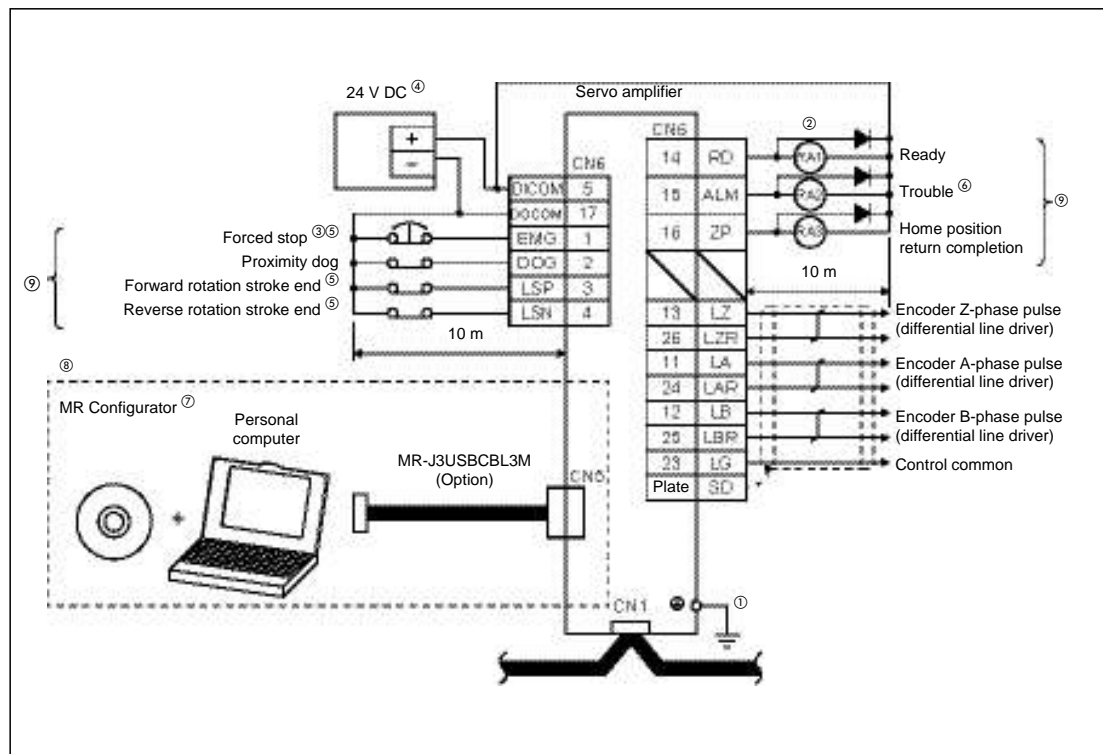 24 V DC ④
Servo amplifier
+
−
CN6
DICOM 5
DOCOM 17
Forced stop ③⑤ EMG 1
Proximity dog DOG 2
Forward rotation stroke end ⑤ LSP 3
Reverse rotation stroke end ⑤ LSN 4
⑨
10 m
CN6
②
14 RD RA1 Ready
15 ALM RA2 Trouble ⑥
16 ZP RA3 Home position
return completion
⑨
10 m
13 LZ Encoder Z-phase pulse
26 LZR (differential line driver)
11 LA Encoder A-phase pulse
24 LAR (differential line driver)
12 LB Encoder B-phase pulse
25 LBR (differential line driver)
23 LG Control common
Plate SD
⑧
MR Configurator ⑦
Personal
computer
+
MR-J3USBCBL3M
(Option)
CN5
CN1
①